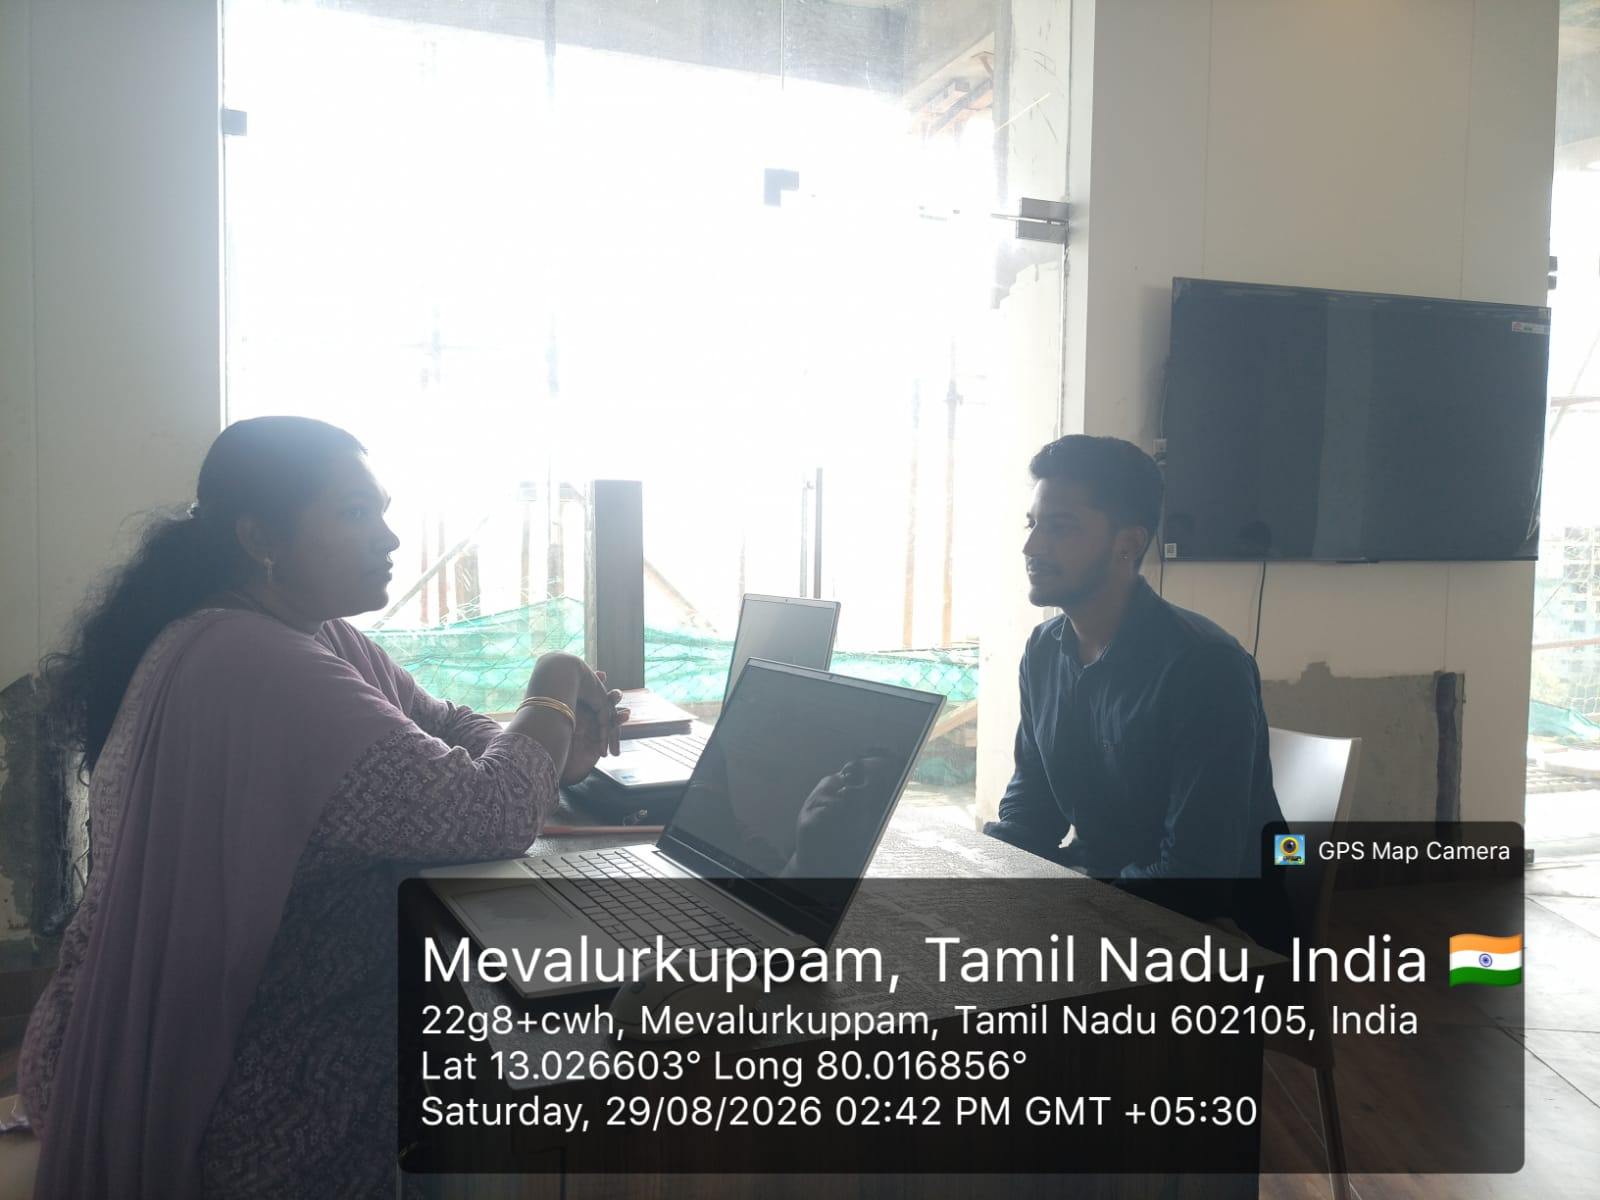 GPS Map Camera
Mevalurkuppam, Tamil Nadu, India
22g8+cwh, Mevalurkuppam, Tamil Nadu 602105, India
Lat 13.026603° Long 80.016856°
Saturday, 29/08/2026 02:42 PM GMT +05:30